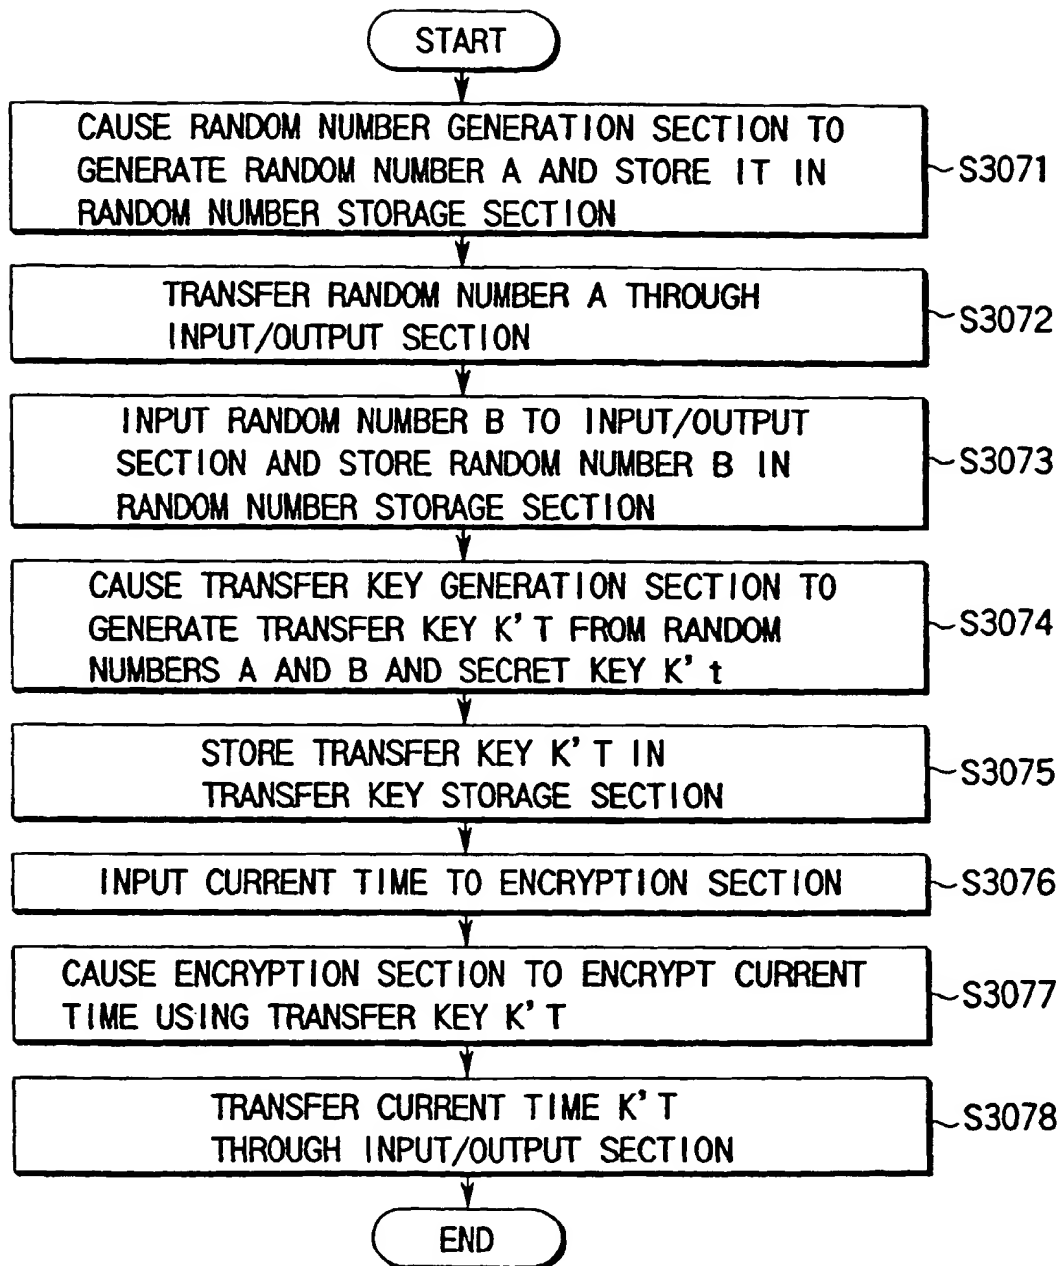 START
CAUSE RANDOM NUMBER GENERATION SECTION TO
GENERATE RANDOM NUMBER A AND STORE IT IN
RANDOM NUMBER STORAGE SECTION
S3071
TRANSFER RANDOM NUMBER A THROUGH
INPUT/OUTPUT SECTION
S3072
INPUT RANDOM NUMBER B TO INPUT/OUTPUT
SECTION AND STORE RANDOM NUMBER B IN
RANDOM NUMBER STORAGE SECTION
S3073
CAUSE TRANSFER KEY GENERATION SECTION TO
GENERATE TRANSFER KEY K'T FROM RANDOM
NUMBERS A AND B AND SECRET KEY K't
S3074
STORE TRANSFER KEY K'T IN
TRANSFER KEY STORAGE SECTION
S3075
INPUT CURRENT TIME TO ENCRYPTION SECTION
S3076
CAUSE ENCRYPTION SECTION TO ENCRYPT CURRENT
TIME USING TRANSFER KEY K'T
S3077
TRANSFER CURRENT TIME K'T
THROUGH INPUT/OUTPUT SECTION
S3078
END